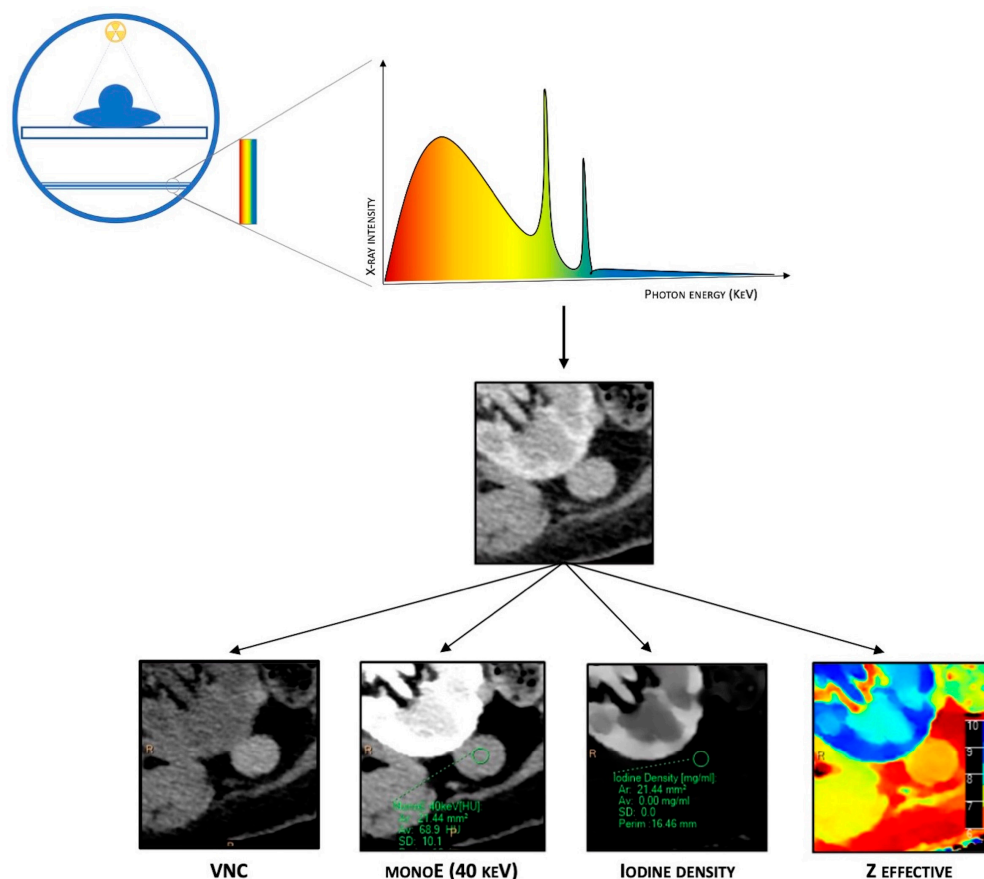 X-RAY INTENSITY
PHOTON ENERGY (KEV)
R
R
40keV[HU]
21.44 mm²
Av: 68.9 HU
SD: 10.1
P
R
Iodine Density [mg/ml]:
Ar: 21.44 mm²
Av: 0.00 mg/ml
SD: 0.0
Perim :16.46 mm
R
10
9
8
7
VNC
MONOE (40 KEV)
IODINE DENSITY
Z EFFECTIVE